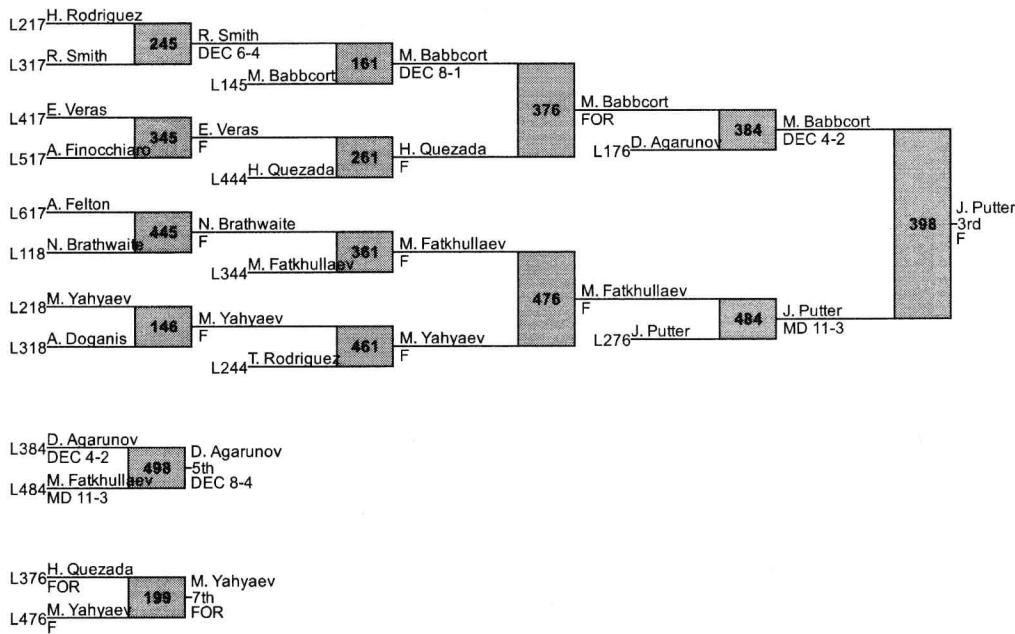 L217 H. Rodriguez
245
L317 R. Smith
R. Smith
DEC 6-4
L145 M. Babbcort
161
M. Babbcort
DEC 8-1
L417 E. Veras
345
L517 A. Finocchiaro
E. Veras
F
L444 H. Quezada
261
H. Quezada
F
376
M. Babbcort
FOR
L176 D. Agarunov
384
M. Babbcort
DEC 4-2
L617 A. Felton
445
L118 N. Brathwaite
N. Brathwaite
F
L344 M. Fatkhullaev
361
M. Fatkhullaev
F
L218 M. Yahyaev
146
L318 A. Doganis
M. Yahyaev
F
L244 T. Rodriguez
461
M. Yahyaev
F
476
M. Fatkhullaev
F
L276 J. Putter
484
J. Putter
MD 11-3
398
J. Putter
3rd
F
L384 D. Agarunov
DEC 4-2
498
L484 M. Fatkhullaev
MD 11-3
D. Agarunov
5th
DEC 8-4
L376 H. Quezada
FOR
199
L476 M. Yahyaev
F
M. Yahyaev
7th
FOR